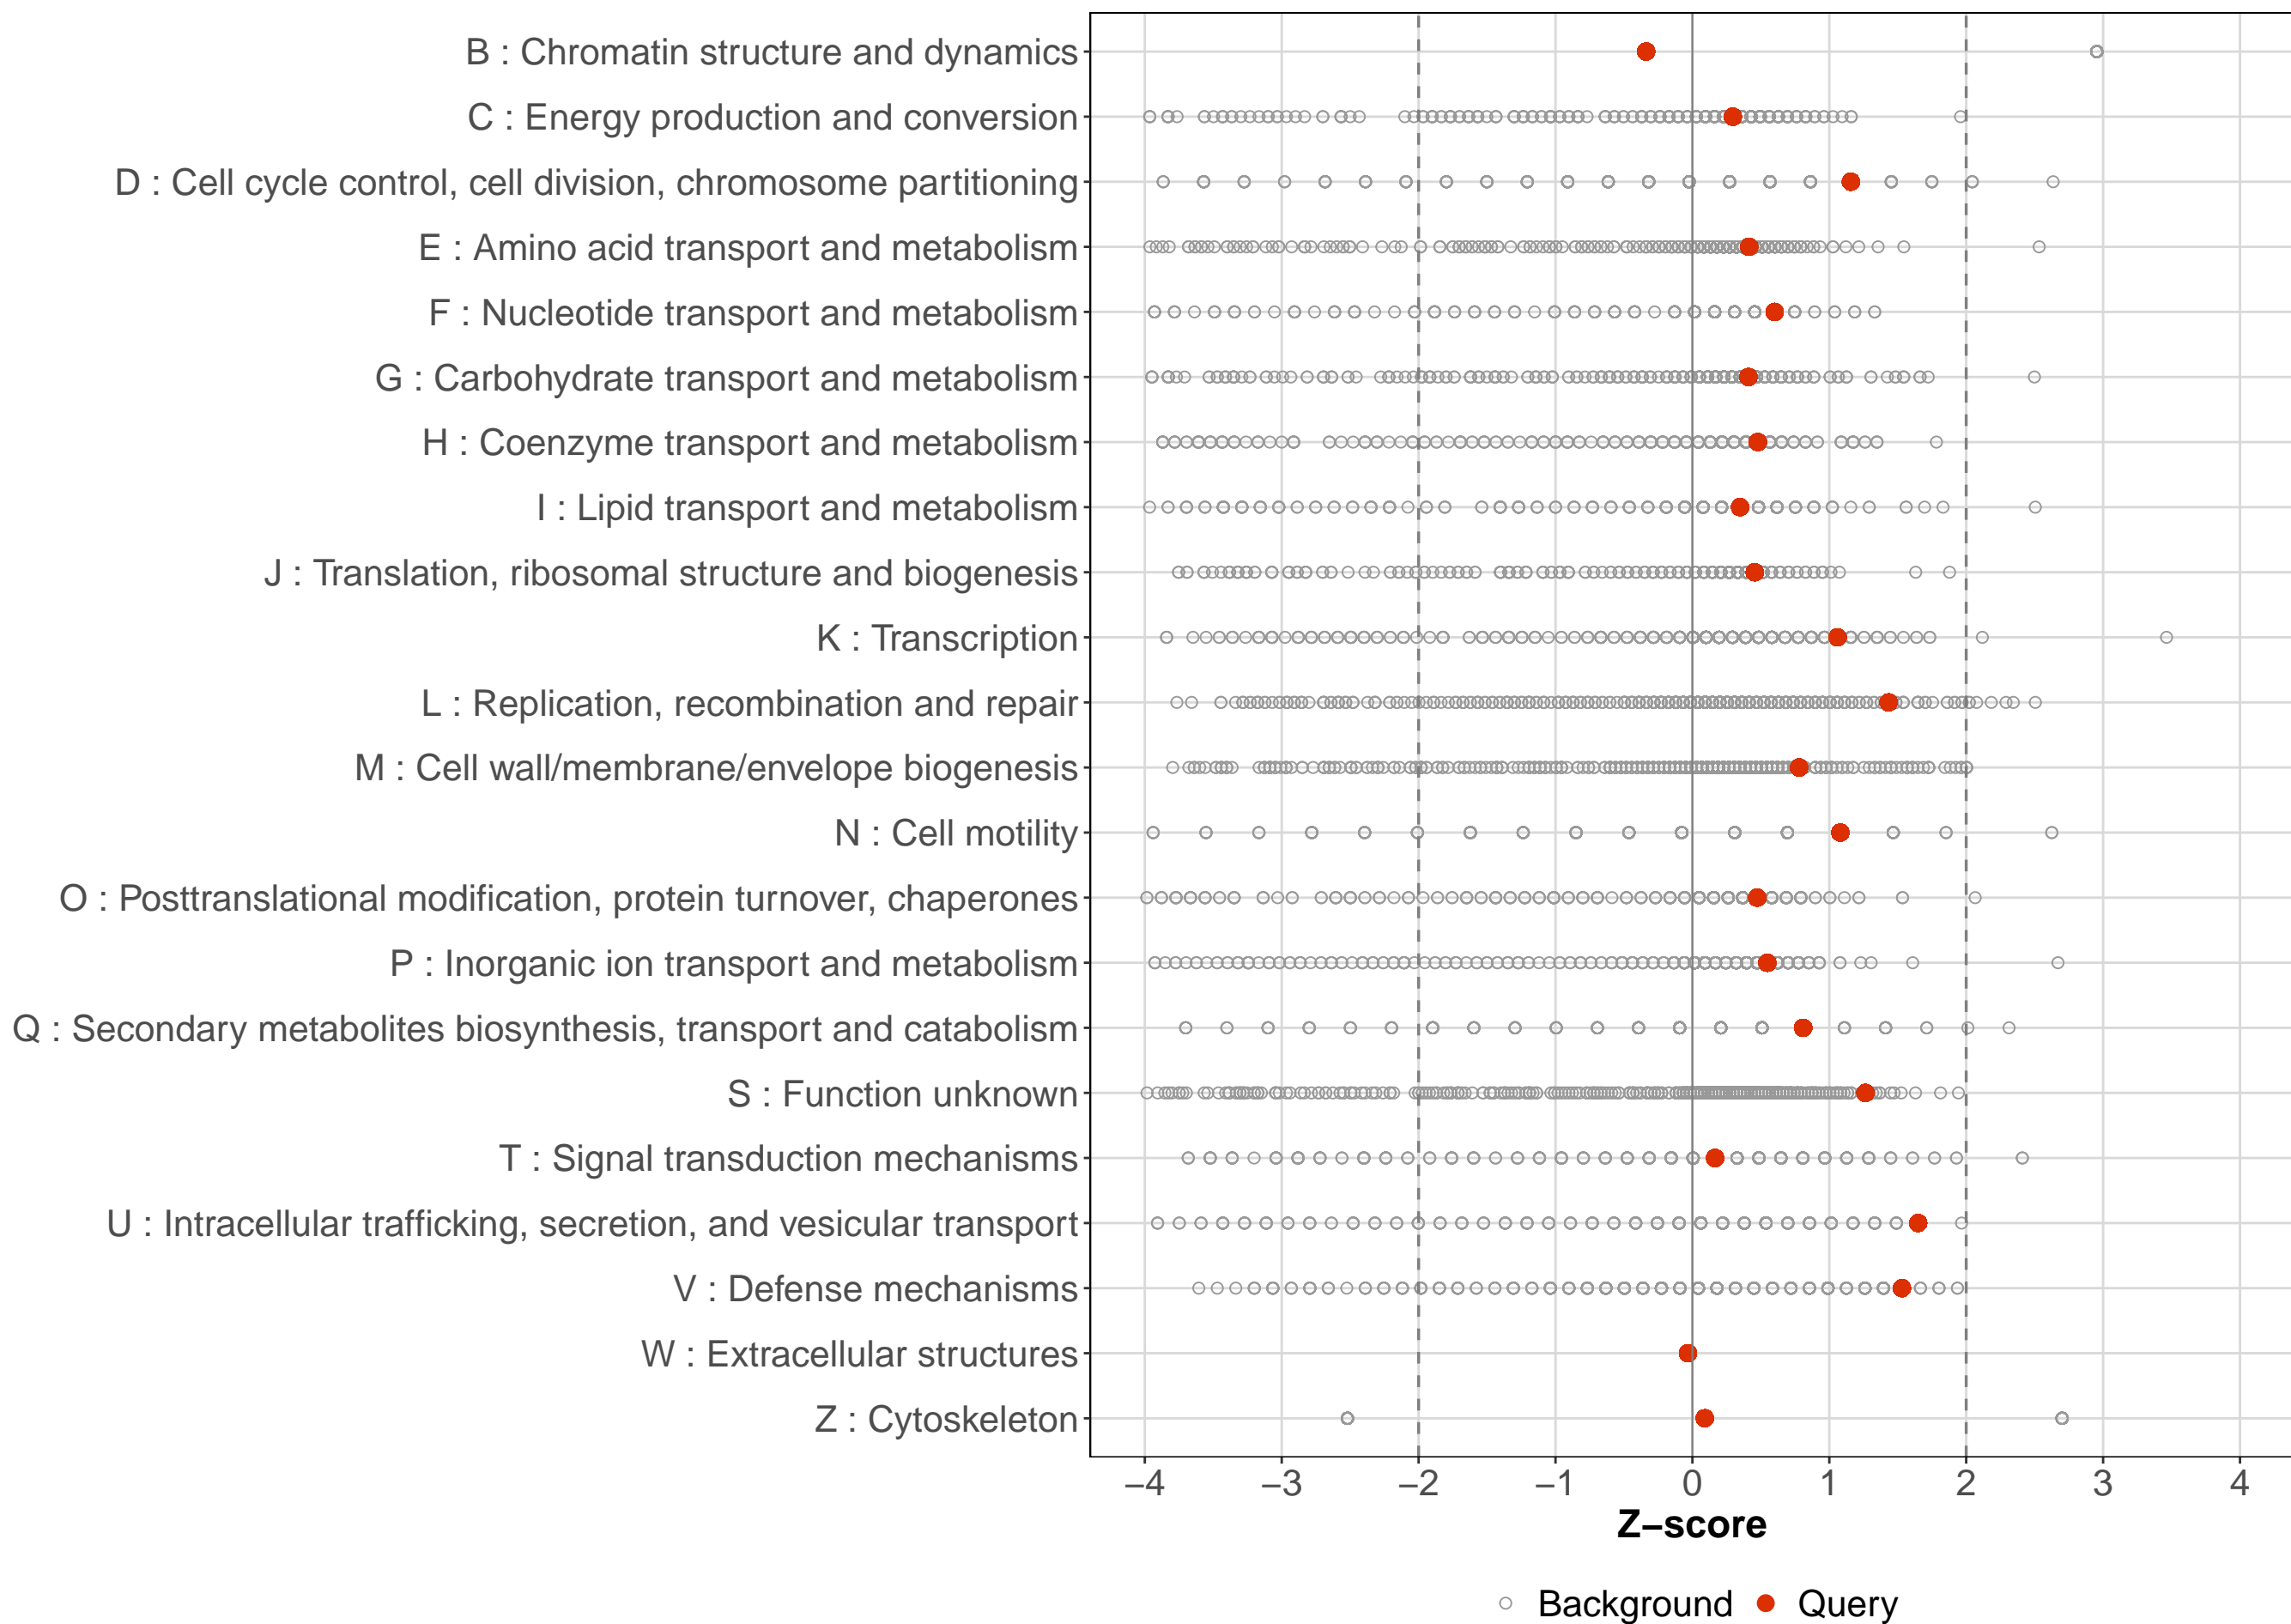 B : Chromatin structure and dynamics
C : Energy production and conversion
D : Cell cycle control, cell division, chromosome partitioning
E : Amino acid transport and metabolism
F : Nucleotide transport and metabolism
G : Carbohydrate transport and metabolism
H : Coenzyme transport and metabolism
I : Lipid transport and metabolism
J : Translation, ribosomal structure and biogenesis
K : Transcription
L : Replication, recombination and repair
M : Cell wall/membrane/envelope biogenesis
N : Cell motility
O : Posttranslational modification, protein turnover, chaperones
P : Inorganic ion transport and metabolism
Q : Secondary metabolites biosynthesis, transport and catabolism
S : Function unknown
T : Signal transduction mechanisms
U : Intracellular trafficking, secretion, and vesicular transport
V : Defense mechanisms
W : Extracellular structures
Z : Cytoskeleton
−4 −3 −2 −1 0 1 2 3 4
Z−score
Background Query